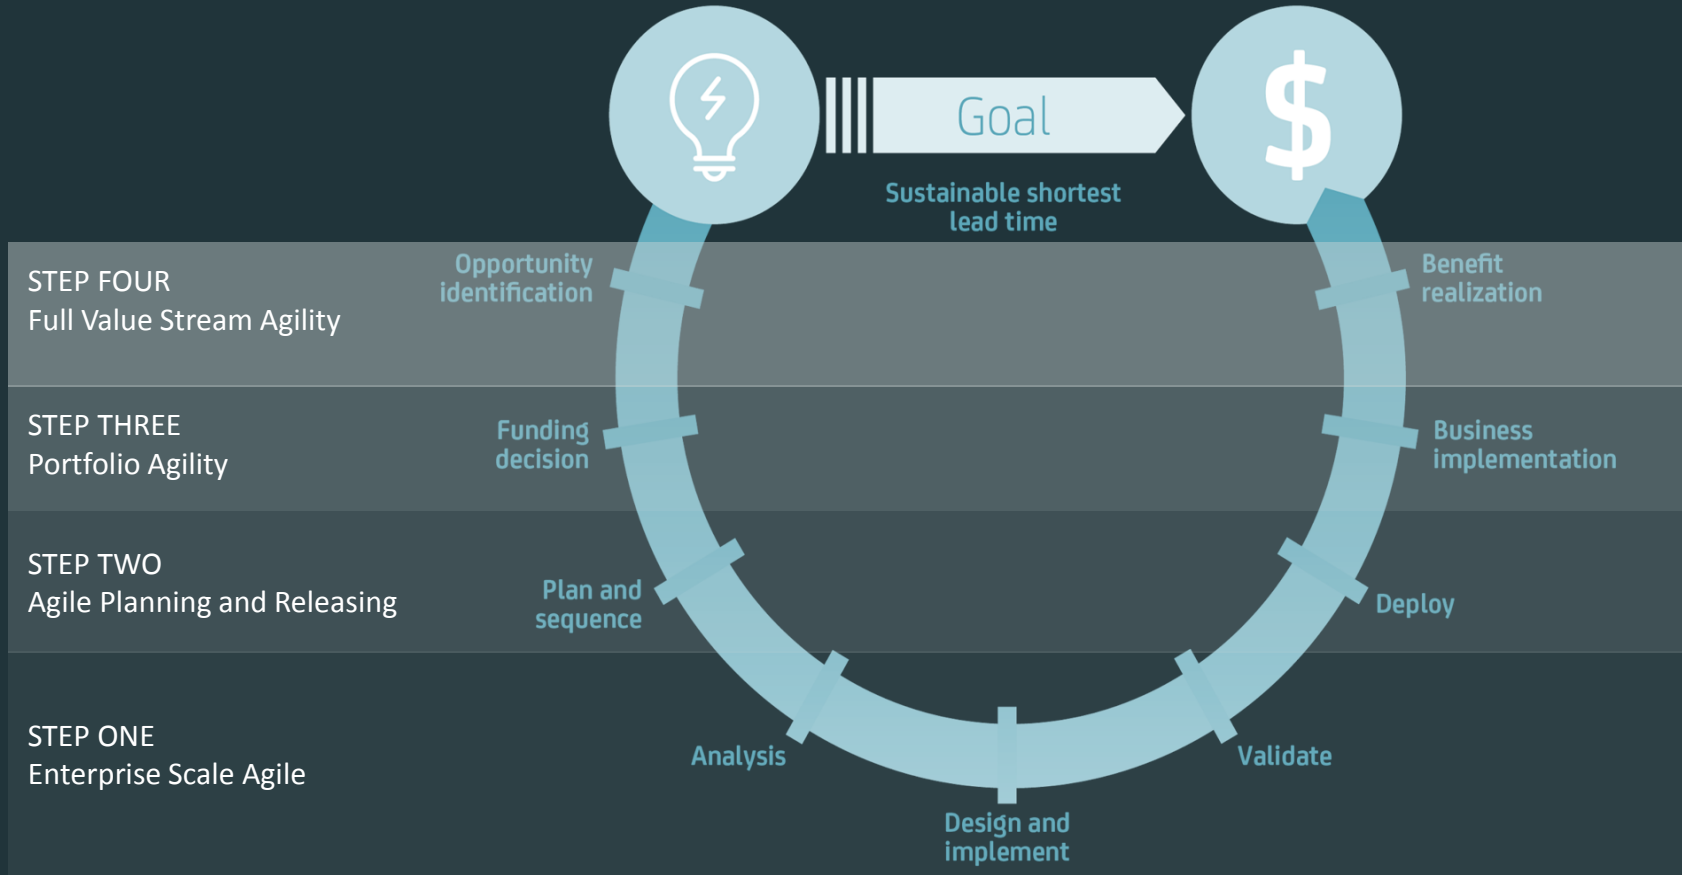 $
Goal
Sustainable shortest
lead time
STEP FOUR
Full Value Stream Agility
Opportunity
identification
Benefit
realization
STEP THREE
Portfolio Agility
Funding
decision
Business
implementation
STEP TWO
Agile Planning and Releasing
Plan and
sequence
Deploy
STEP ONE
Enterprise Scale Agile
Analysis
Validate
Design and
implement